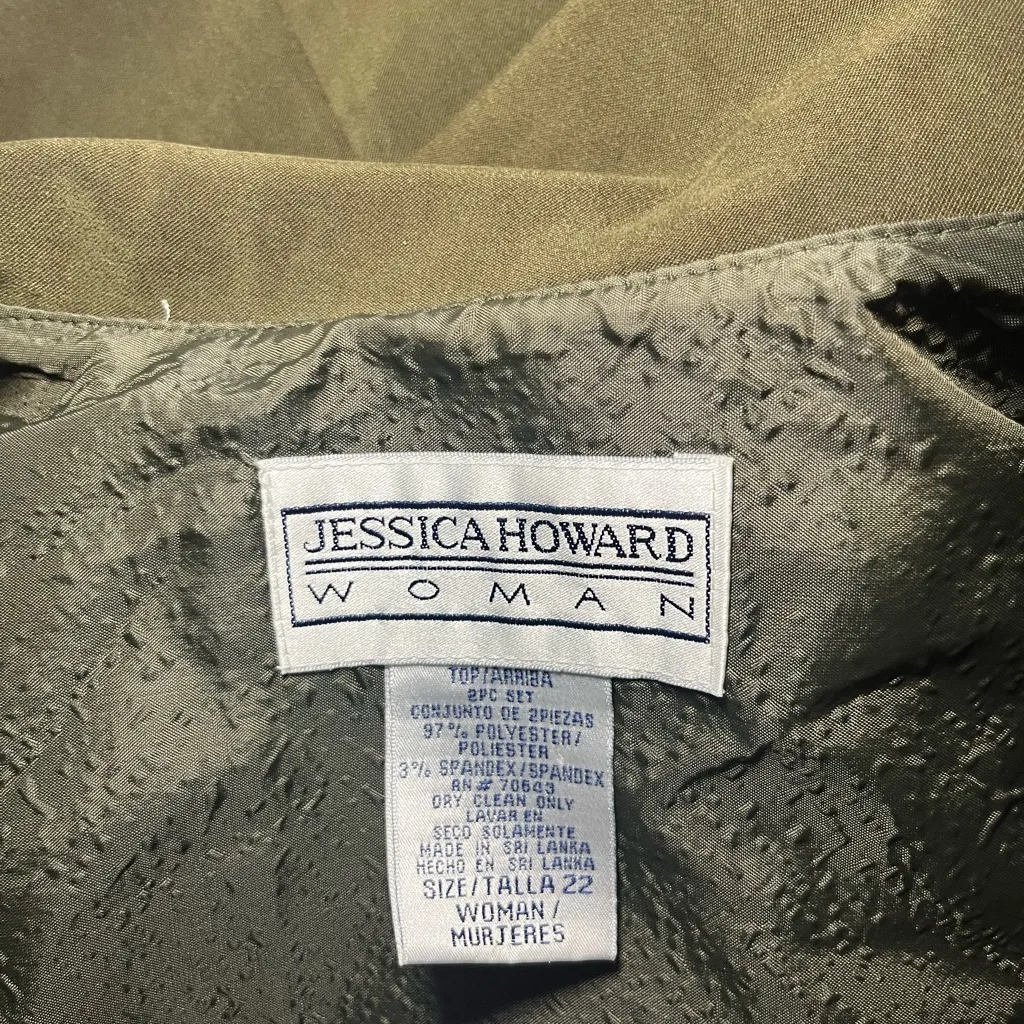 JESSICA HOWARD
WOMAN
TOP/ARRIBA
2PC SET
CONJUNTO DE 2PIEZAS
97% POLYESTER/
POLIESTER
3% SPANDEX/SPANDEX
RN# 70643
DRY CLEAN ONLY
LAVAR EN
SECO SOLAMENTE
MADE IN SRI LANKA
HECHO EN SRI LANKA
SIZE/TALLA 22
WOMAN/
MURJERES